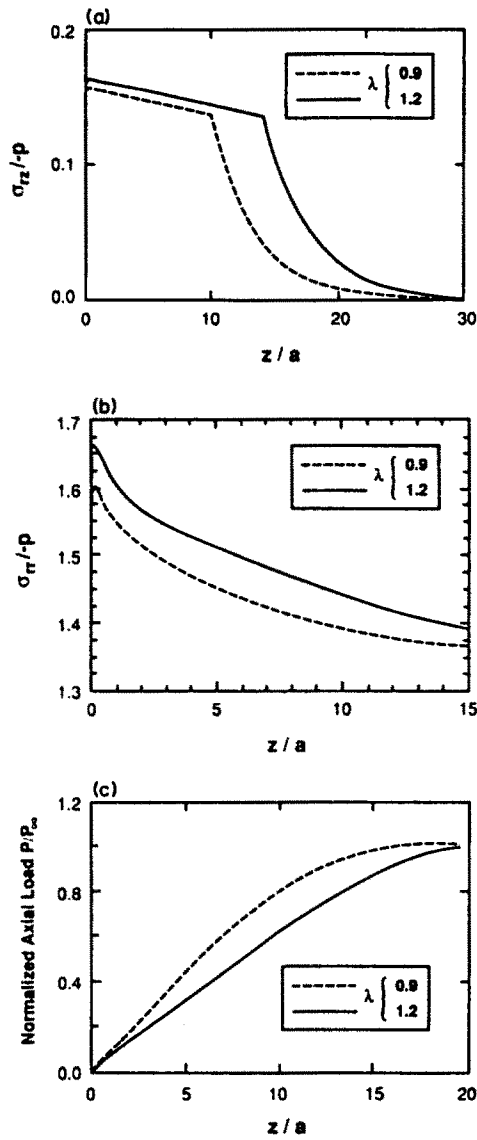 (a)
0.2
0.1
0.0
σrz/-p
λ { 0.9
1.2
0 10 20 30
z / a
(b)
1.7
1.6
1.5
1.4
1.3
σrr/-p
λ { 0.9
1.2
0 5 10 15
z / a
(c)
1.2
0.8
0.4
0.0
Normalized Axial Load P/P∞
λ { 0.9
1.2
0 5 10 15 20
z / a